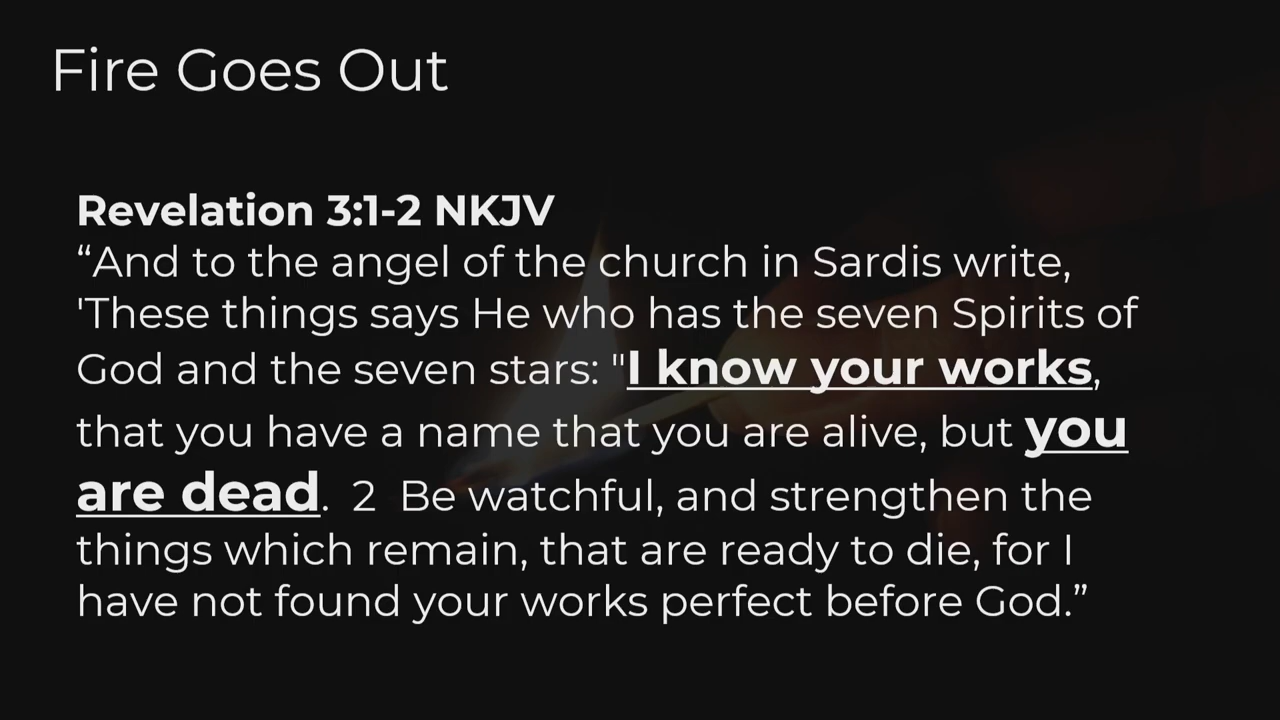 Fire Goes Out
Revelation 3:1-2 NKJV
“And to the angel of the church in Sardis write,
'These things says He who has the seven Spirits of
God and the seven stars: "I know your works,
that you have a name that you are alive, but you
are dead.  2  Be watchful, and strengthen the
things which remain, that are ready to die, for I
have not found your works perfect before God.”